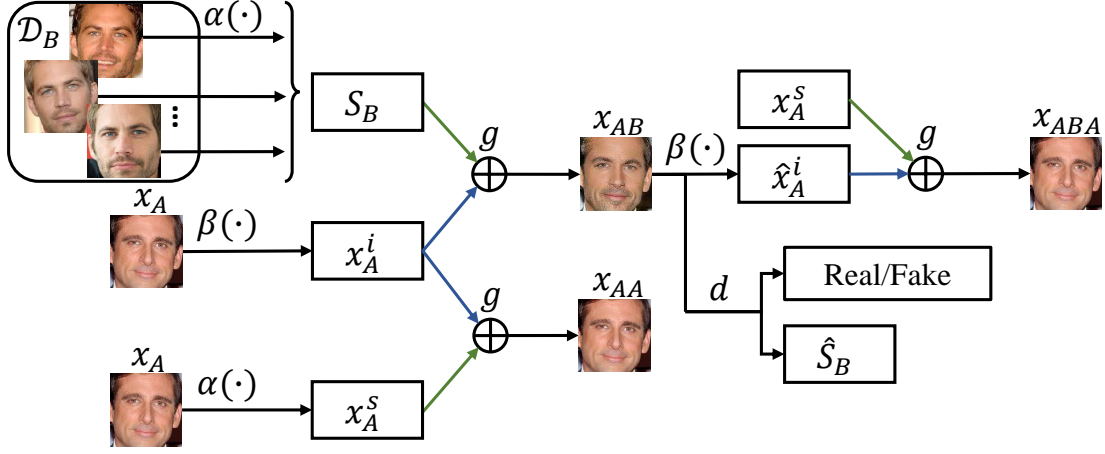 𝒟_B
α(·)
⋮
S_B
g
x_AB
β(·)
x_A^s
g
x_ABA
x̂_A^i
x_A
β(·)
x_A^i
g
x_AA
d
Real/Fake
Ŝ_B
x_A
α(·)
x_A^s